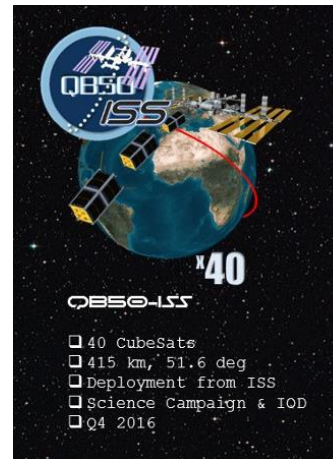 QB50
ISS
x40
QB50-ISS
❑ 40 CubeSats
❑ 415 km, 51.6 deg
❑ Deployment from ISS
❑ Science Campaign & IOD
❑ Q4 2016